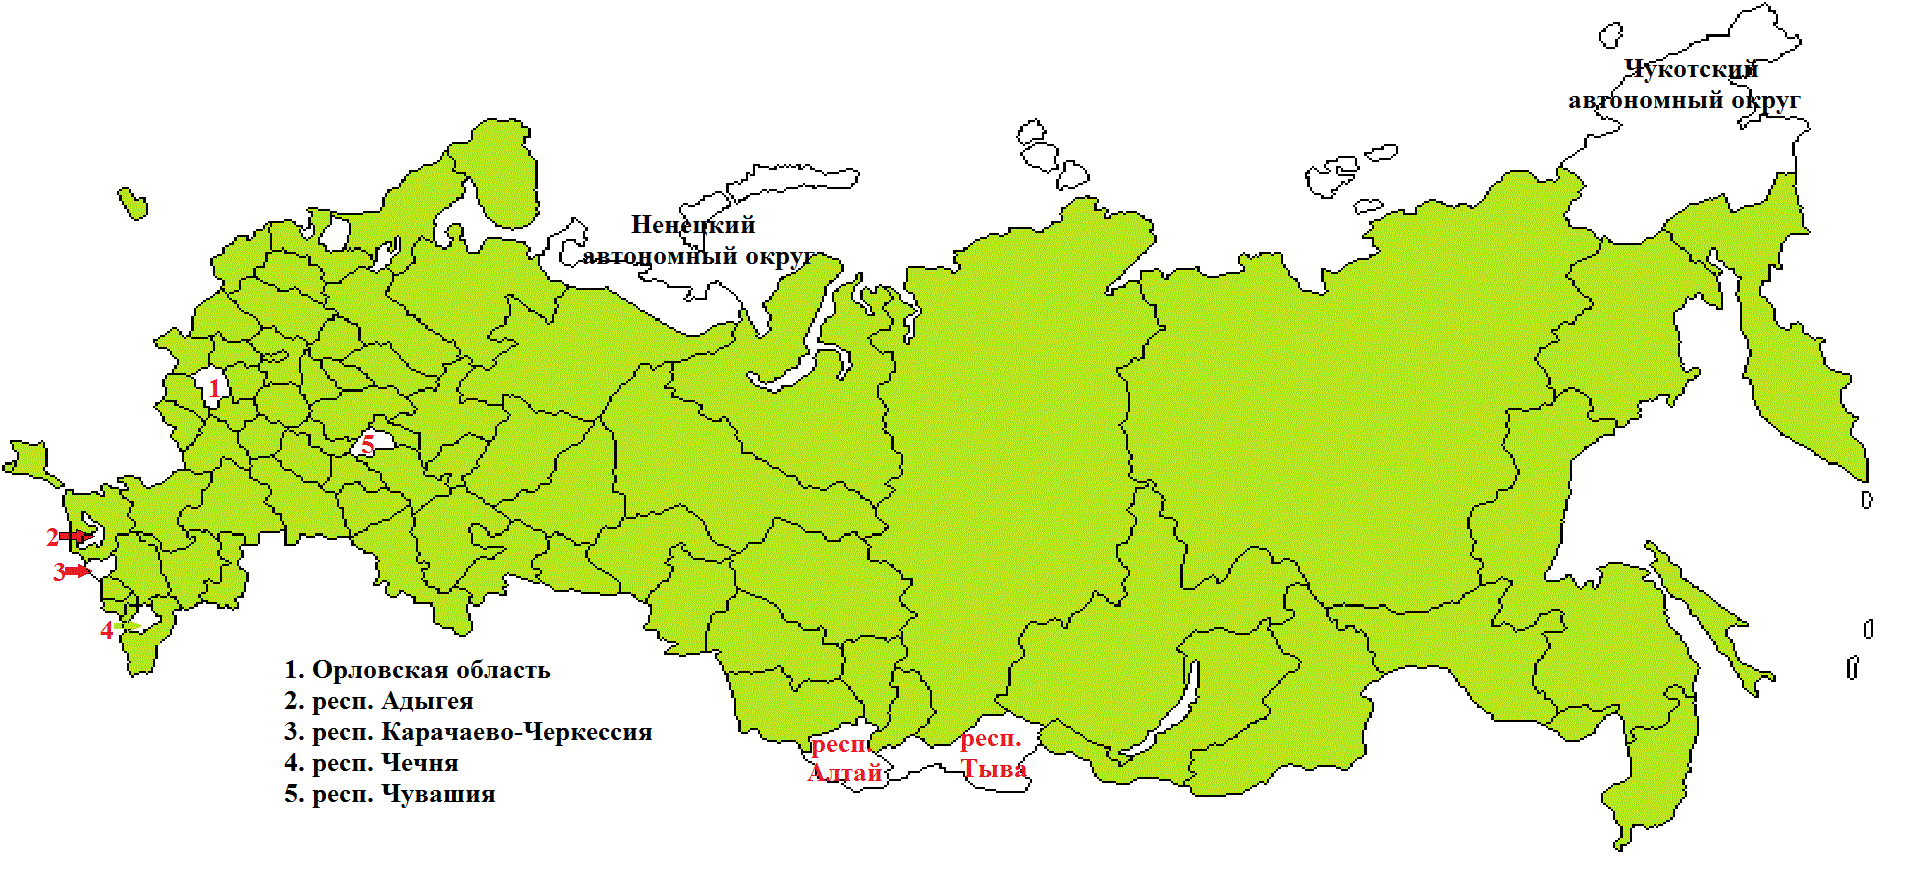 Чукотский
автономный округ
Ненецкий
автономный округ
1
5
2
3
4
1. Орловская область
2. респ. Адыгея
3. респ. Карачаево-Черкессия
4. респ. Чечня
5. респ. Чувашия
респ.
Алтай
респ.
Тыва